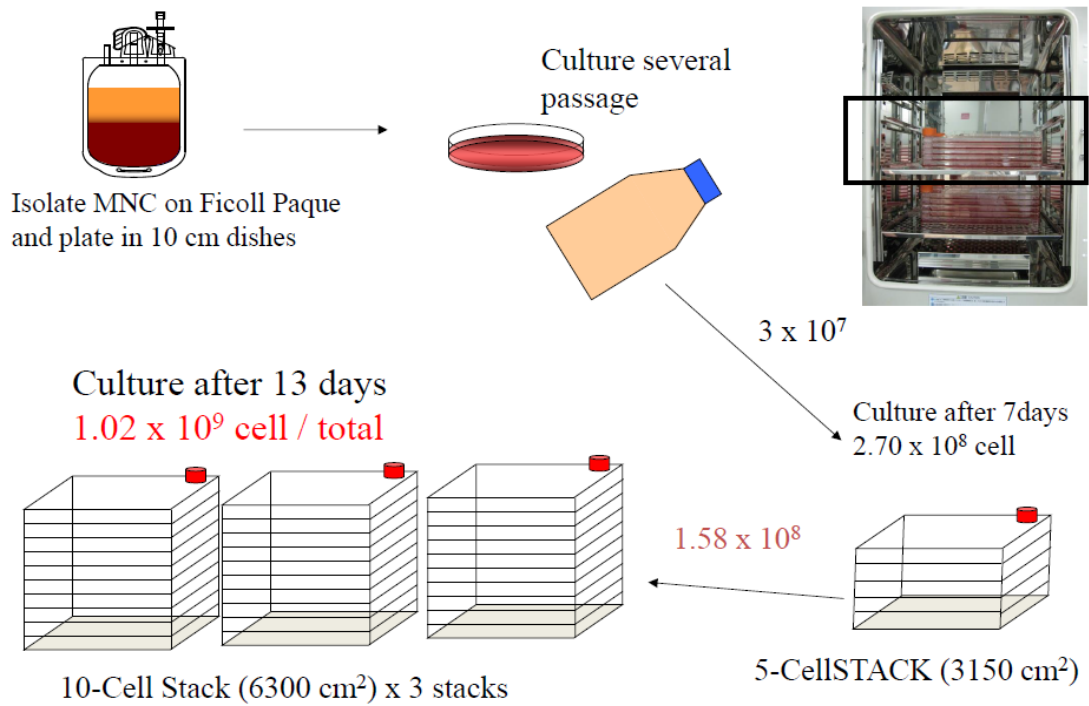 Isolate MNC on Ficoll Paque
and plate in 10 cm dishes
Culture several
passage
3 x 10⁷
Culture after 7days
2.70 x 10⁸ cell
5-CellSTACK (3150 cm²)
1.58 x 10⁸
Culture after 13 days
1.02 x 10⁹ cell / total
10-Cell Stack (6300 cm²) x 3 stacks